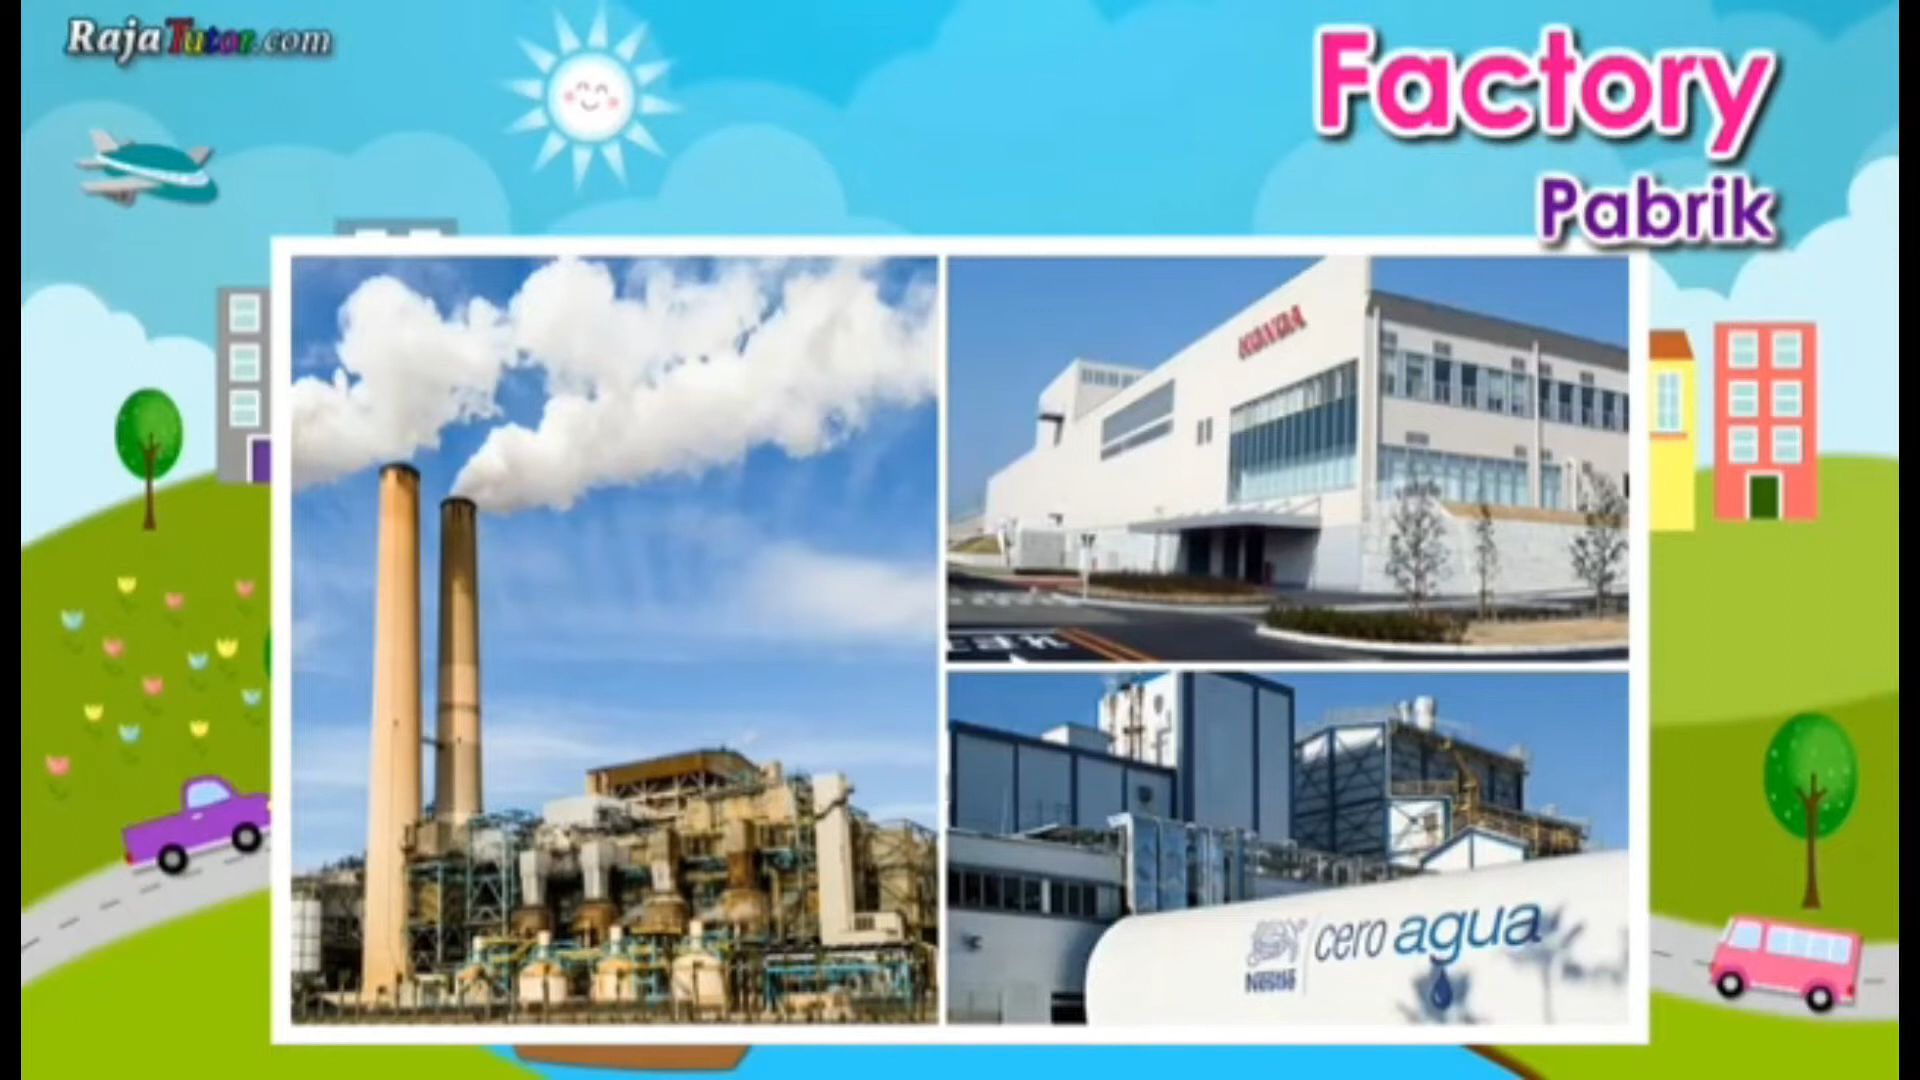 RajaTutor.com
Factory
Pabrik
HONDA
Nestlé
cero agua